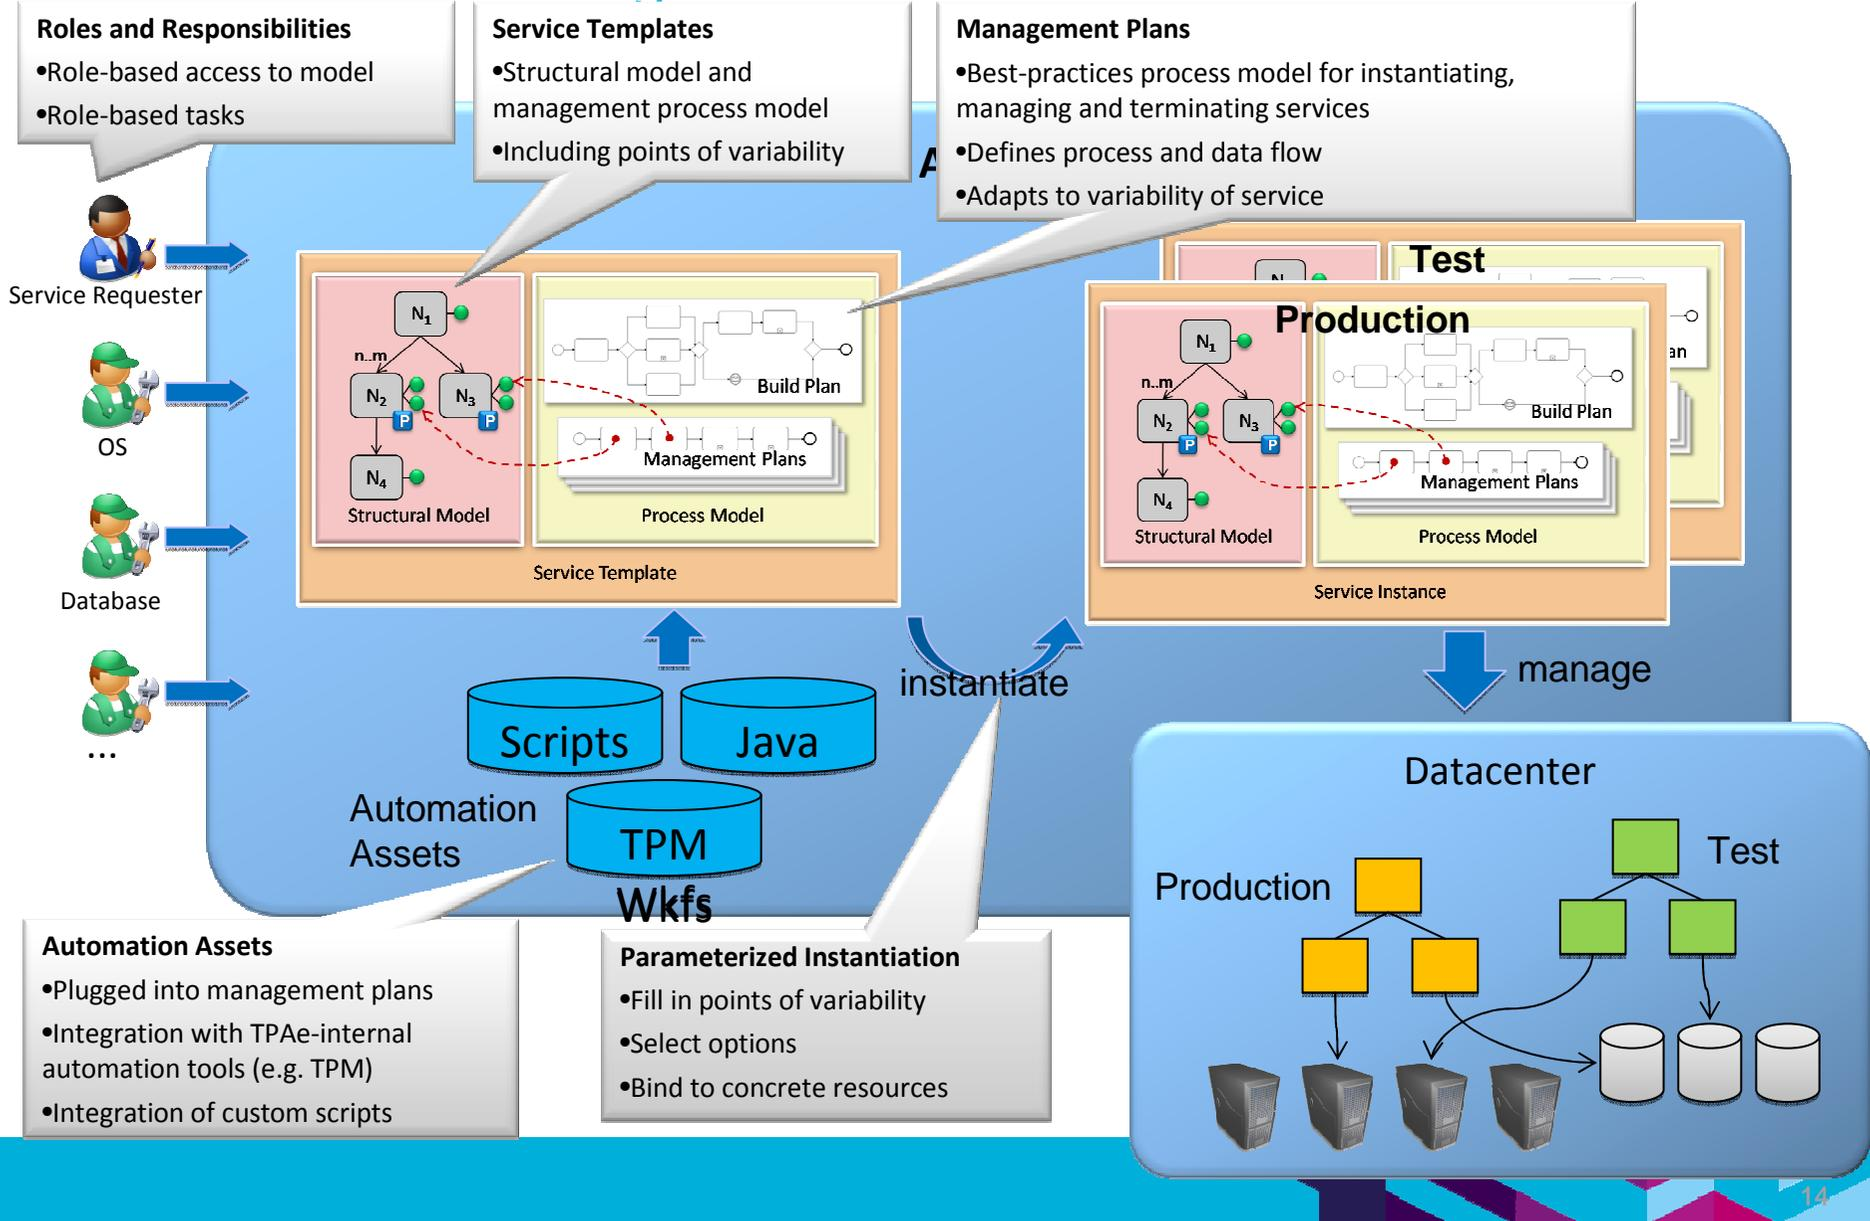 Roles and Responsibilities
•Role-based access to model
•Role-based tasks
Service Templates
•Structural model and
management process model
•Including points of variability
Management Plans
•Best-practices process model for instantiating,
managing and terminating services
•Defines process and data flow
•Adapts to variability of service
Service Requester
OS
Database
...
N1
n..m
N2
N3
P
P
N4
Structural Model
Build Plan
Management Plans
Process Model
Service Template
Test
Production
N1
n..m
N2
N3
P
P
N4
Structural Model
Build Plan
Management Plans
Process Model
Service Instance
instantiate
manage
Scripts
Java
TPM
Wkfs
Automation
Assets
Automation Assets
•Plugged into management plans
•Integration with TPAe-internal
automation tools (e.g. TPM)
•Integration of custom scripts
Parameterized Instantiation
•Fill in points of variability
•Select options
•Bind to concrete resources
Datacenter
Production
Test
14